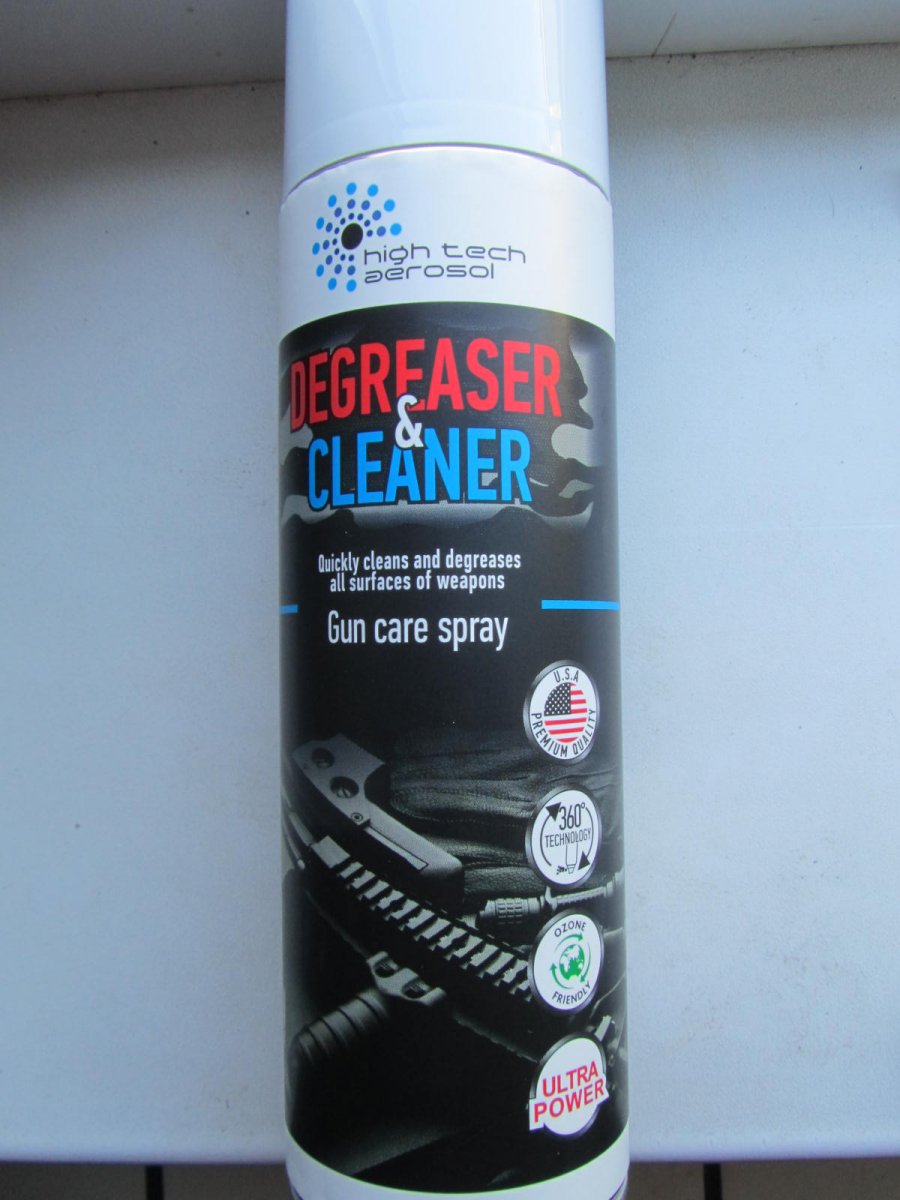 high tech
aerosol
DEGREASER
&
CLEANER
Quickly cleans and degreases
all surfaces of weapons
Gun care spray
U.S.A
PREMIUM QUALITY
360°
TECHNOLOGY
OZONE
FRIENDLY
ULTRA
POWER